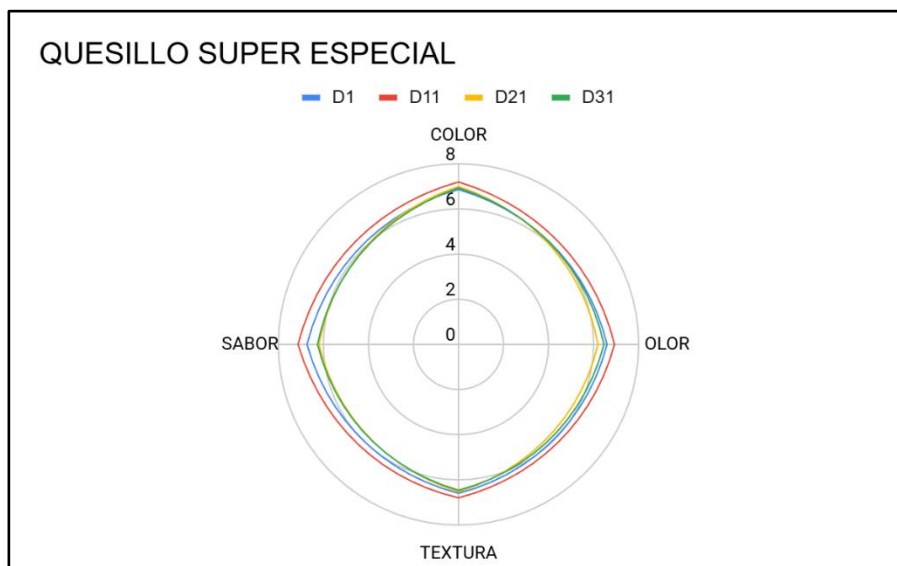 QUESILLO SUPER ESPECIAL
D1 D11 D21 D31
COLOR
8
6
4
2
0
SABOR OLOR
TEXTURA